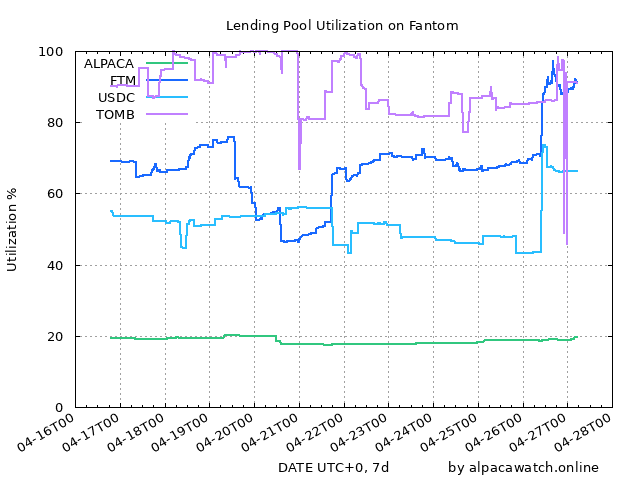 Lending Pool Utilization on Fantom
100
80
60
40
20
0
Utilization %
ALPACA
FTM
USDC
TOMB
04-16T00
04-17T00
04-18T00
04-19T00
04-20T00
04-21T00
04-22T00
04-23T00
04-24T00
04-25T00
04-26T00
04-27T00
04-28T00
DATE UTC+0, 7d
by alpacawatch.online